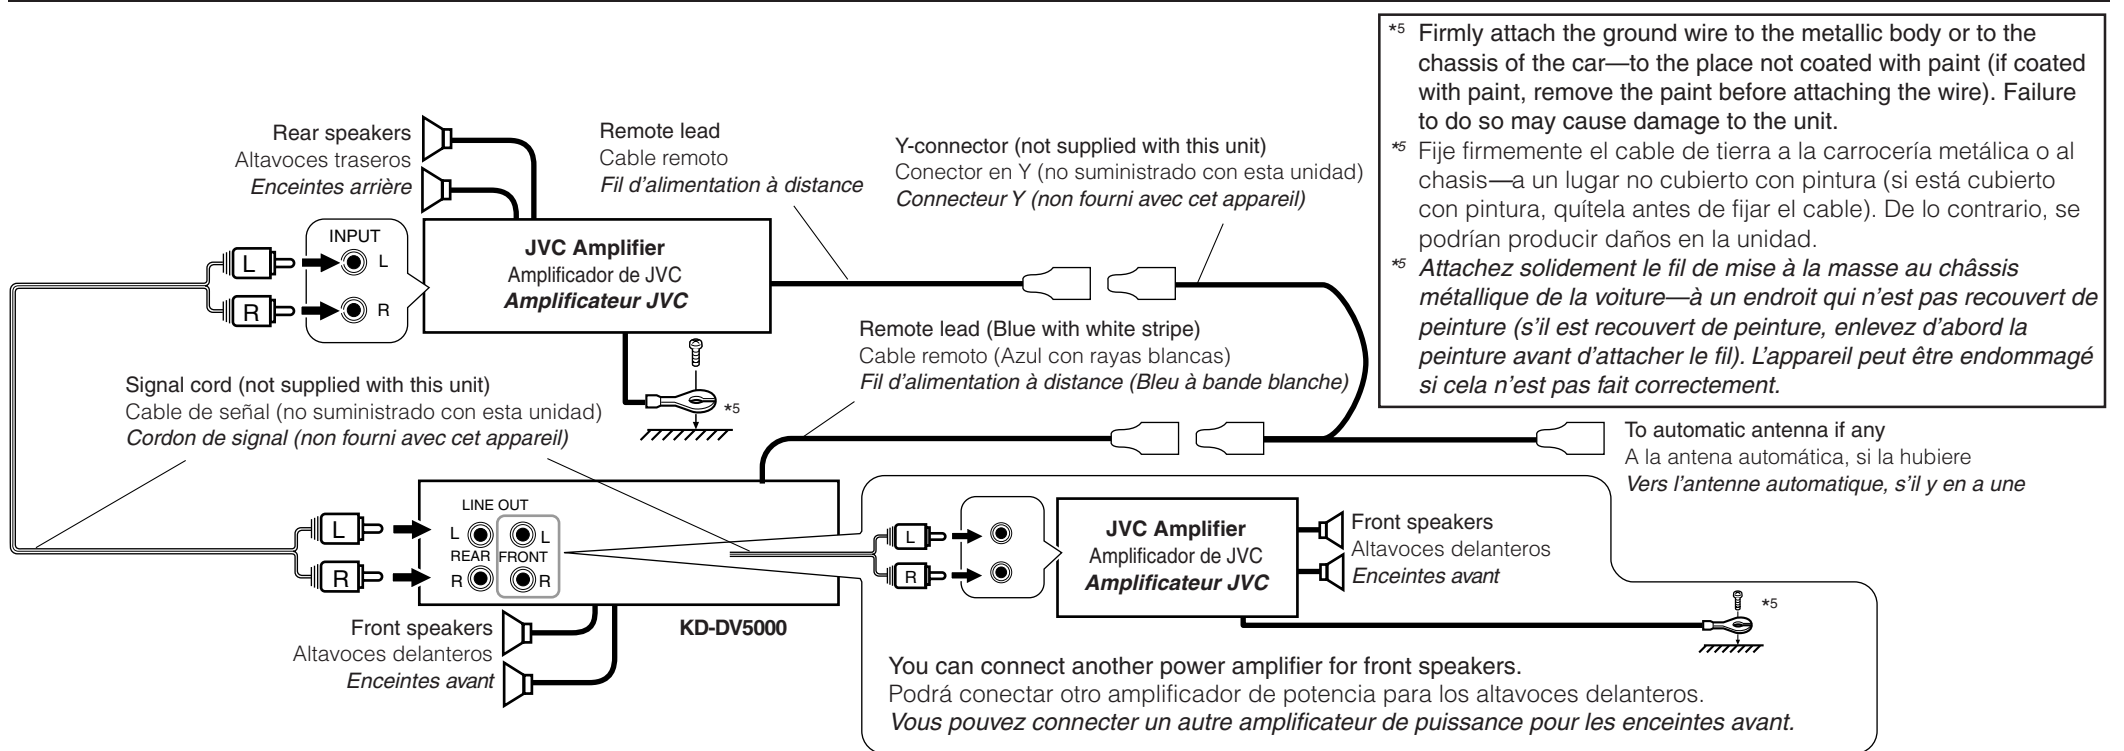 *5 Firmly attach the ground wire to the metallic body or to the
chassis of the car—to the place not coated with paint (if coated
with paint, remove the paint before attaching the wire). Failure
to do so may cause damage to the unit.
*5 Fije firmemente el cable de tierra a la carrocería metálica o al
chasis—a un lugar no cubierto con pintura (si está cubierto
con pintura, quítela antes de fijar el cable). De lo contrario, se
podrían producir daños en la unidad.
*5 Attachez solidement le fil de mise à la masse au châssis
métallique de la voiture—à un endroit qui n'est pas recouvert de
peinture (s'il est recouvert de peinture, enlevez d'abord la
peinture avant d'attacher le fil). L'appareil peut être endommagé
si cela n'est pas fait correctement.
Rear speakers
Altavoces traseros
Enceintes arrière
Remote lead
Cable remoto
Fil d'alimentation à distance
Y-connector (not supplied with this unit)
Conector en Y (no suministrado con esta unidad)
Connecteur Y (non fourni avec cet appareil)
INPUT
L
L
R
R
JVC Amplifier
Amplificador de JVC
Amplificateur JVC
*5
Remote lead (Blue with white stripe)
Cable remoto (Azul con rayas blancas)
Fil d'alimentation à distance (Bleu à bande blanche)
Signal cord (not supplied with this unit)
Cable de señal (no suministrado con esta unidad)
Cordon de signal (non fourni avec cet appareil)
To automatic antenna if any
A la antena automática, si la hubiere
Vers l'antenne automatique, s'il y en a une
LINE OUT
L
L
L
REAR
FRONT
R
R
R
KD-DV5000
Front speakers
Altavoces delanteros
Enceintes avant
L
R
JVC Amplifier
Amplificador de JVC
Amplificateur JVC
Front speakers
Altavoces delanteros
Enceintes avant
*5
You can connect another power amplifier for front speakers.
Podrá conectar otro amplificador de potencia para los altavoces delanteros.
Vous pouvez connecter un autre amplificateur de puissance pour les enceintes avant.